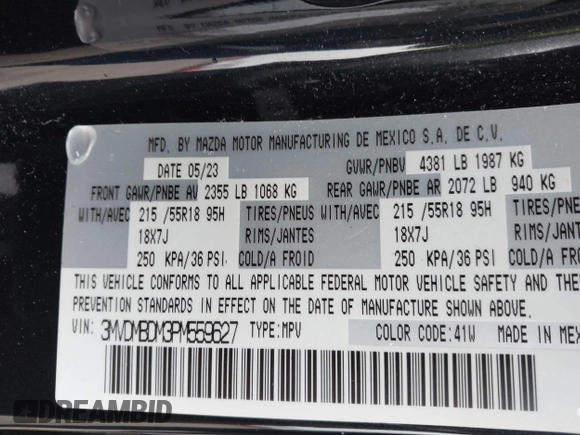 MFD. BY MAZDA MOTOR MANUFACTURING DE MEXICO S.A. DE C.V.
DATE 05/23 GVWR/PNBV 4381 LB 1987 KG
FRONT GAWR/PNBE AV 2355 LB 1068 KG REAR GAWR/PNBE AR 2072 LB 940 KG
WITH/AVEC 215 /55R18 95H TIRES/PNEUS WITH/AVEC 215 /55R18 95H TIRES/PNEUS
18X7J RIMS/JANTES 18X7J RIMS/JANTES
250 KPA/36 PSI COLD/A FROID 250 KPA/36 PSI COLD/A FROID
THIS VEHICLE CONFORMS TO ALL APPLICABLE FEDERAL MOTOR VEHICLE SAFETY AND THE
PREVENTION STANDARDS IN EFFECT ON THE DATE OF MANUFACTURE SHOWN ABOVE.
VIN: 3MVDMBDM3PM559627 TYPE: MPV COLOR CODE: 41W MADE IN MEX
DREAMBID